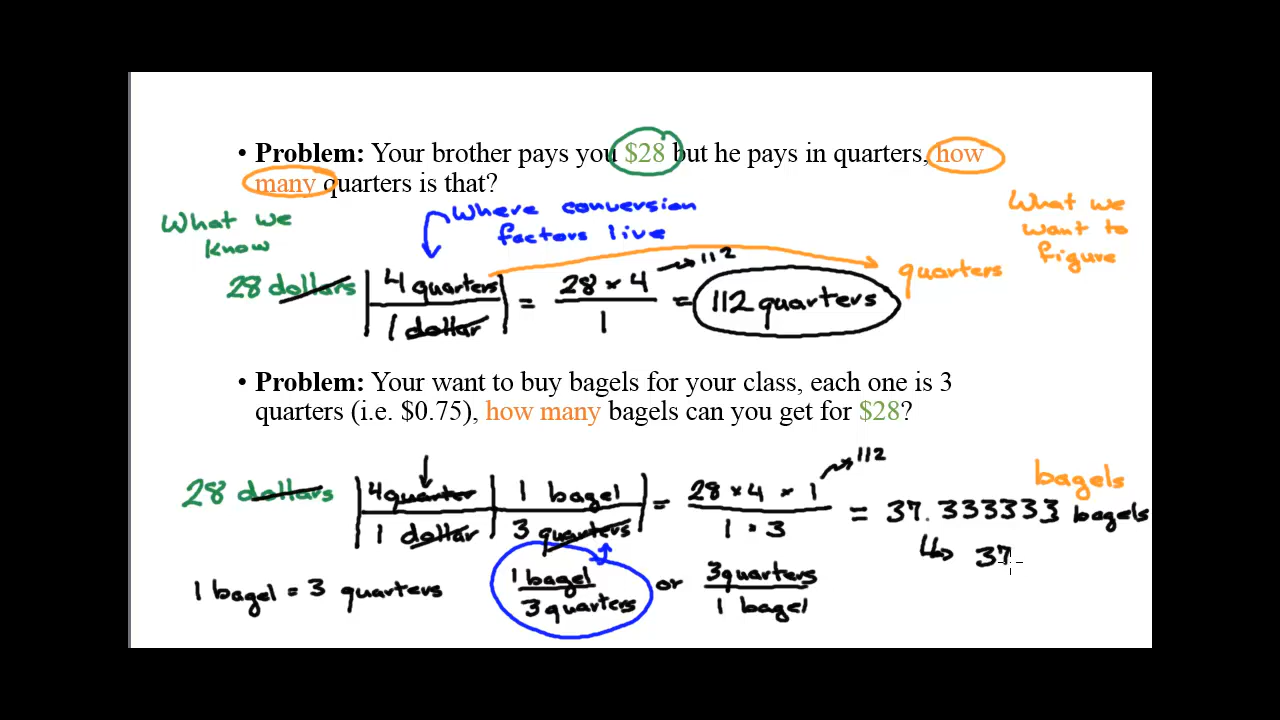 • Problem: Your brother pays you $28 but he pays in quarters, how
many quarters is that?
What we
know
Where conversion
factors live
What we
want to
figure
28 dollars | 4 quarters | = 28 * 4 → 112 = 112 quarters
1 dollar 1
quarters
• Problem: Your want to buy bagels for your class, each one is 3
quarters (i.e. $0.75), how many bagels can you get for $28?
bagels
28 dollars | 4 quarter | 1 bagel | = 28 * 4 * 1 → 112 = 37.333333 bagels
1 dollar | 3 quarters 1 * 3
↳ 37
1 bagel = 3 quarters
1 bagel or 3 quarters
3 quarters 1 bagel